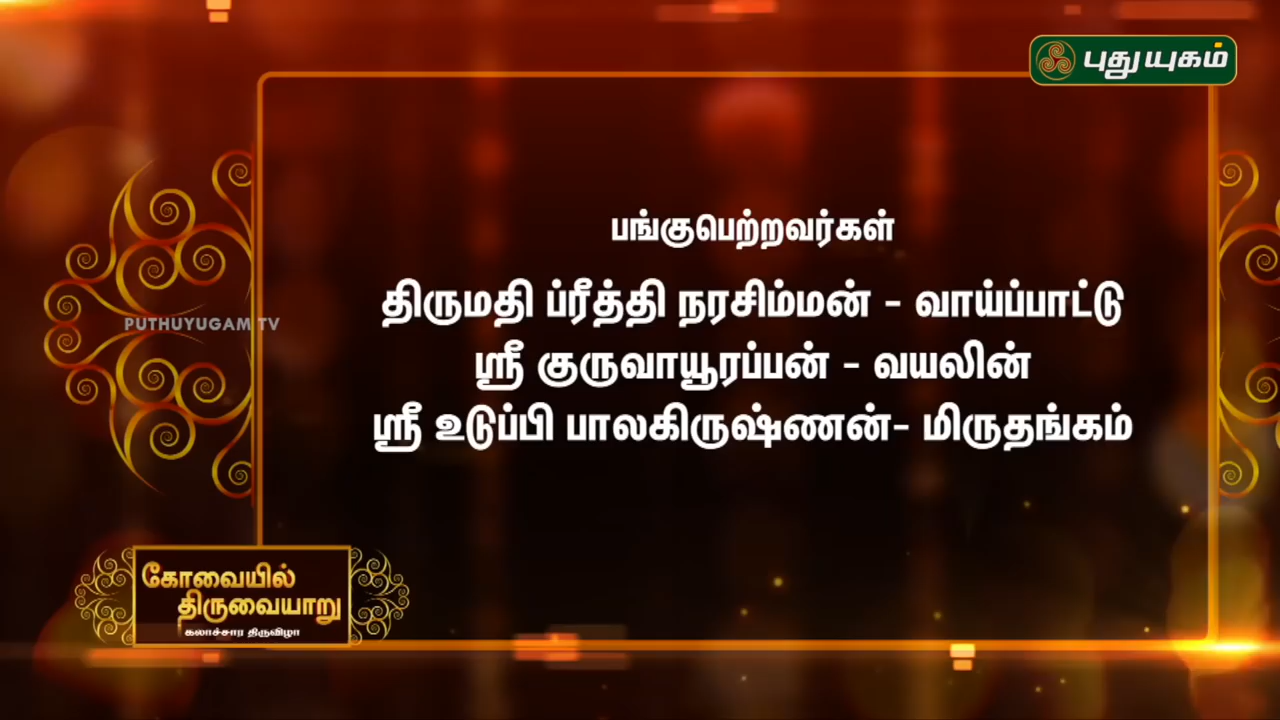 புதுயுகம்
பங்குபெற்றவர்கள்
திருமதி ப்ரீத்தி நரசிம்மன் - வாய்ப்பாட்டு
PUTHUYUGAM TV
ஸ்ரீ குருவாயூரப்பன் - வயலின்
ஸ்ரீ உடுப்பி பாலகிருஷ்ணன்- மிருதங்கம்
கோவையில்
திருவையாறு
கலாச்சார திருவிழா